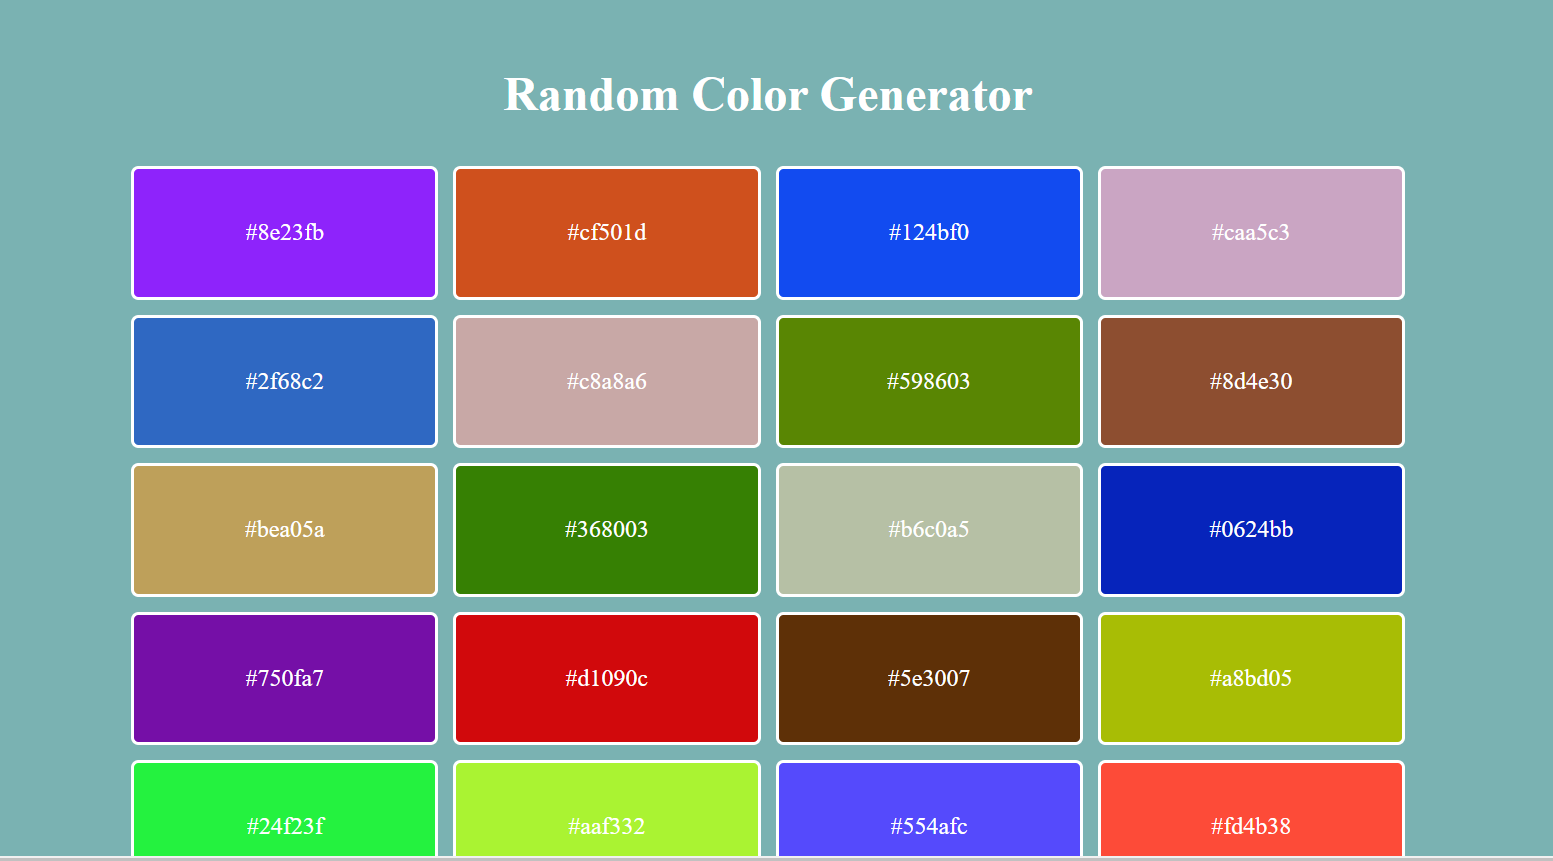 Random Color Generator
#8e23fb #cf501d #124bf0 #caa5c3
#2f68c2 #c8a8a6 #598603 #8d4e30
#bea05a #368003 #b6c0a5 #0624bb
#750fa7 #d1090c #5e3007 #a8bd05
#24f23f #aaf332 #554afc #fd4b38